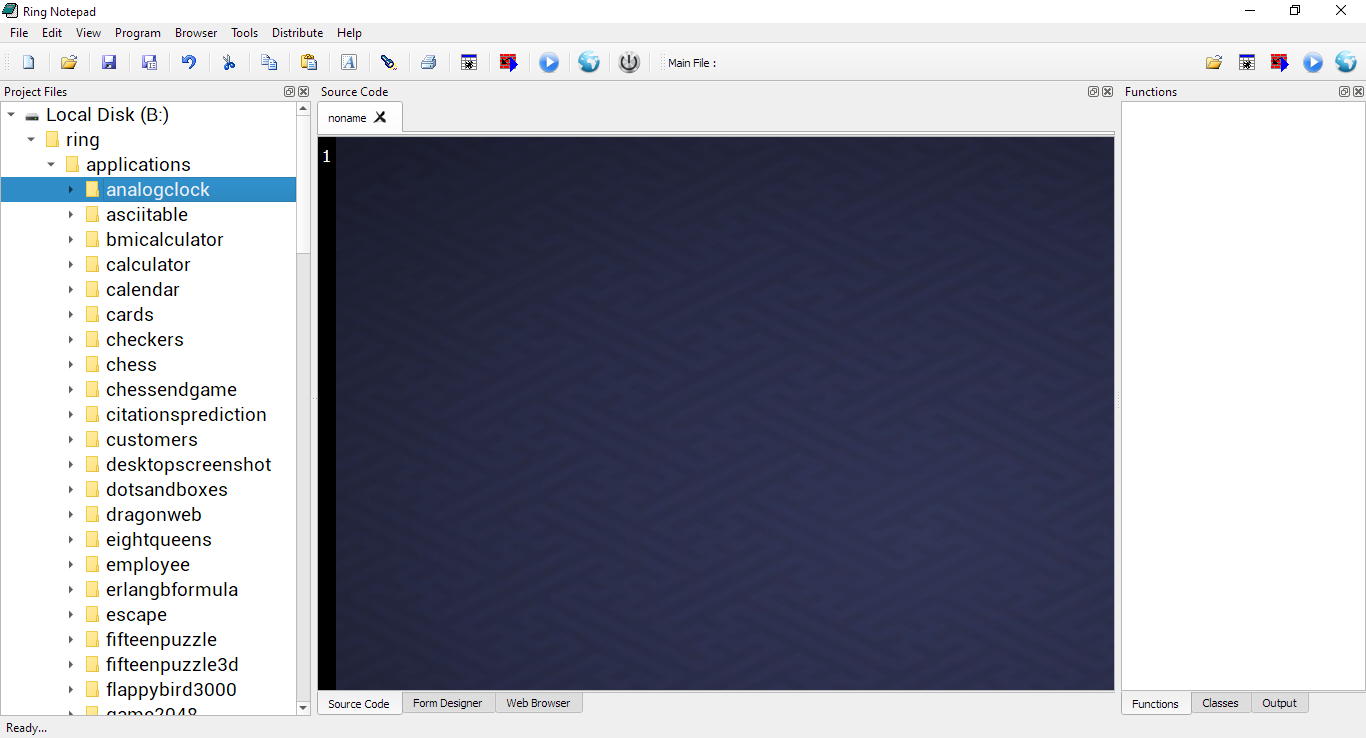 Ring Notepad
File Edit View Program Browser Tools Distribute Help
Main File :
Project Files
Source Code
Functions
Local Disk (B:)
ring
applications
analogclock
asciitable
bmicalculator
calculator
calendar
cards
checkers
chess
chessendgame
citationsprediction
customers
desktopscreenshot
dotsandboxes
dragonweb
eightqueens
employee
erlangbformula
escape
fifteenpuzzle
fifteenpuzzle3d
flappybird3000
game2048
noname
1
Source Code Form Designer Web Browser
Functions Classes Output
Ready...